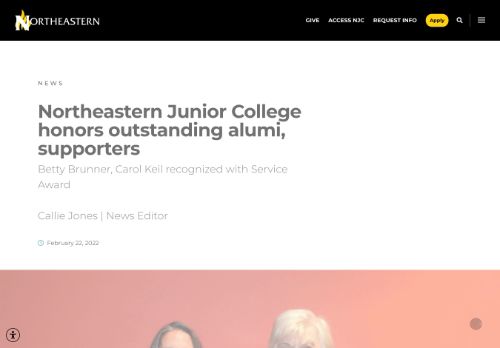 NORTHEASTERN
GIVE ACCESS NJC REQUEST INFO Apply
NEWS
Northeastern Junior College
honors outstanding alumi,
supporters
Betty Brunner, Carol Keil recognized with Service
Award
Callie Jones | News Editor
February 22, 2022